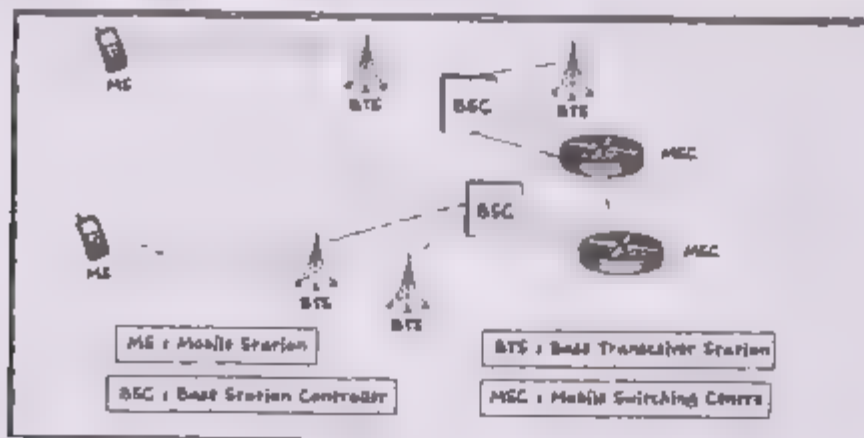 MS
BTS
BSC
BTS
MSC
BSC
MS
MSC
BTS
BTS
MS : Mobile Station
BTS : Base Transceiver Station
BSC : Base Station Controller
MSC : Mobile Switching Centre